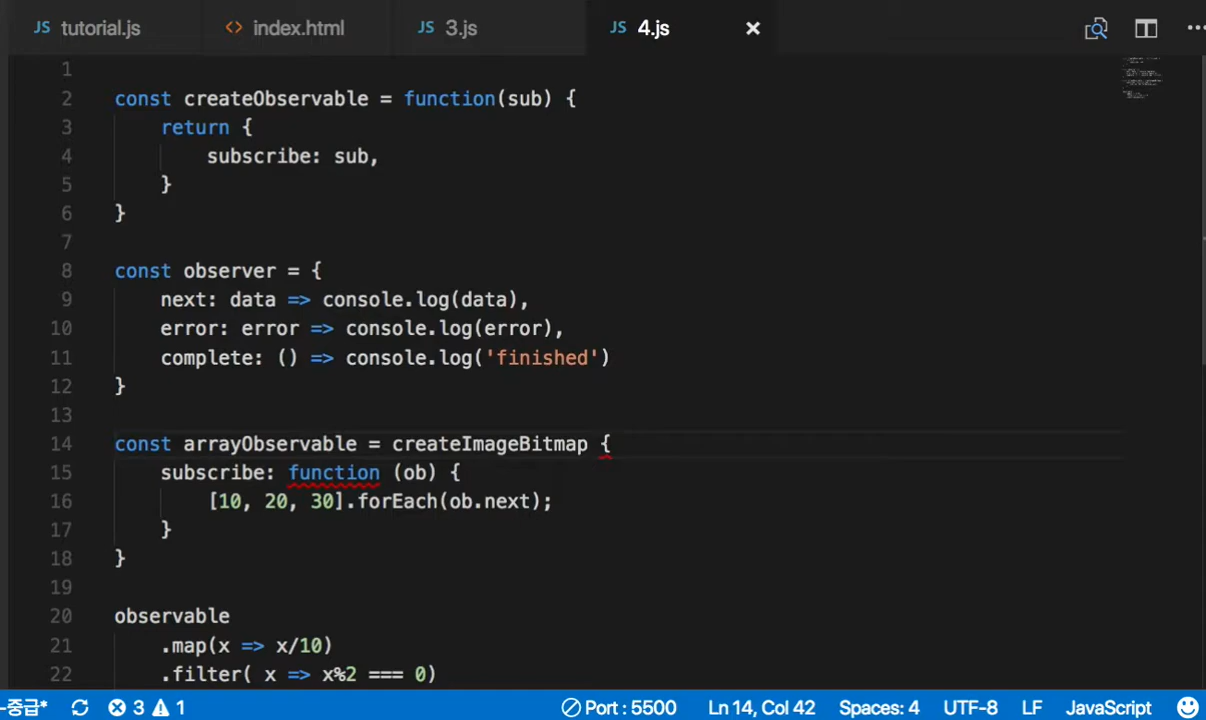 JS tutorial.js <> index.html JS 3.js JS 4.js
1
2 const createObservable = function(sub) {
3 return {
4 subscribe: sub,
5 }
6 }
7
8 const observer = {
9 next: data => console.log(data),
10 error: error => console.log(error),
11 complete: () => console.log('finished')
12 }
13
14 const arrayObservable = createImageBitmap {
15 subscribe: function (ob) {
16 [10, 20, 30].forEach(ob.next);
17 }
18 }
19
20 observable
21 .map(x => x/10)
22 .filter( x => x%2 === 0)
-중급* 3 1 Port : 5500 Ln 14, Col 42 Spaces: 4 UTF-8 LF JavaScript